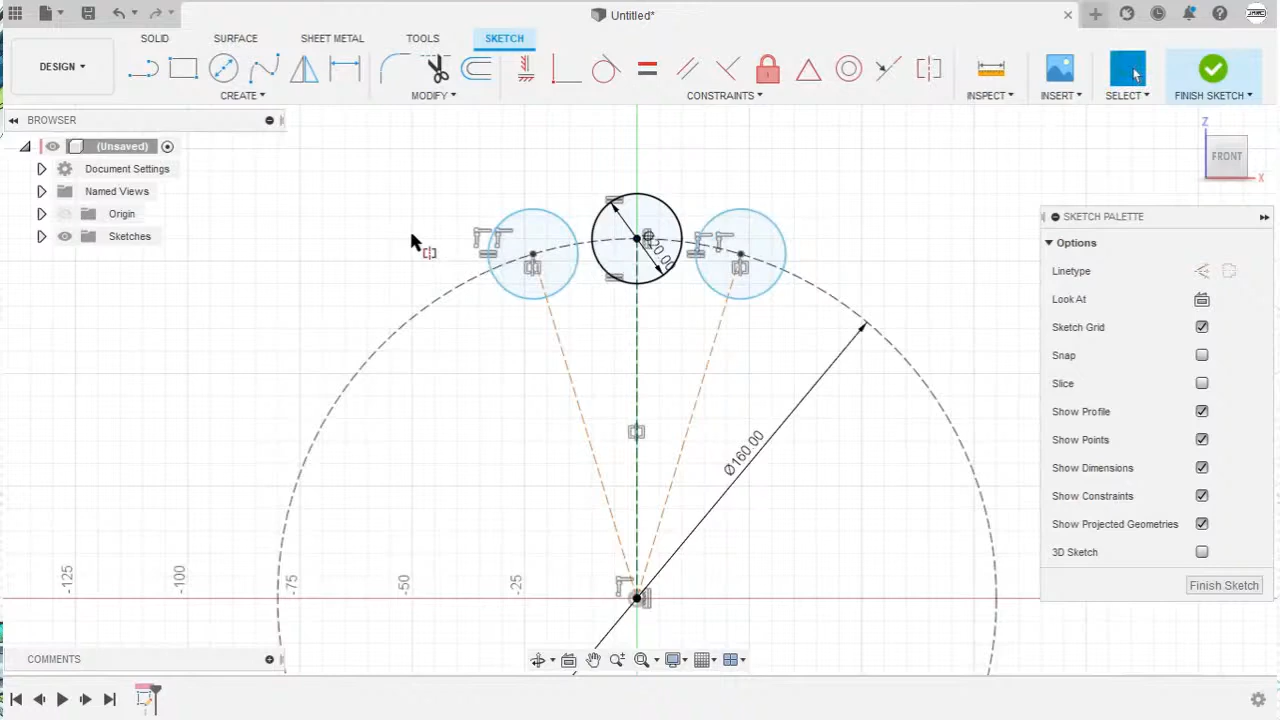 Untitled*
SOLID SURFACE SHEET METAL TOOLS SKETCH
DESIGN
CREATE MODIFY CONSTRAINTS INSPECT INSERT SELECT FINISH SKETCH
BROWSER
(Unsaved)
Document Settings
Named Views
Origin
Sketches
Z
FRONT
X
SKETCH PALETTE
Options
Linetype
Look At
Sketch Grid
Snap
Slice
Show Profile
Show Points
Show Dimensions
Show Constraints
Show Projected Geometries
3D Sketch
Finish Sketch
Ø160.00
-125
-100
-75
-50
-25
COMMENTS